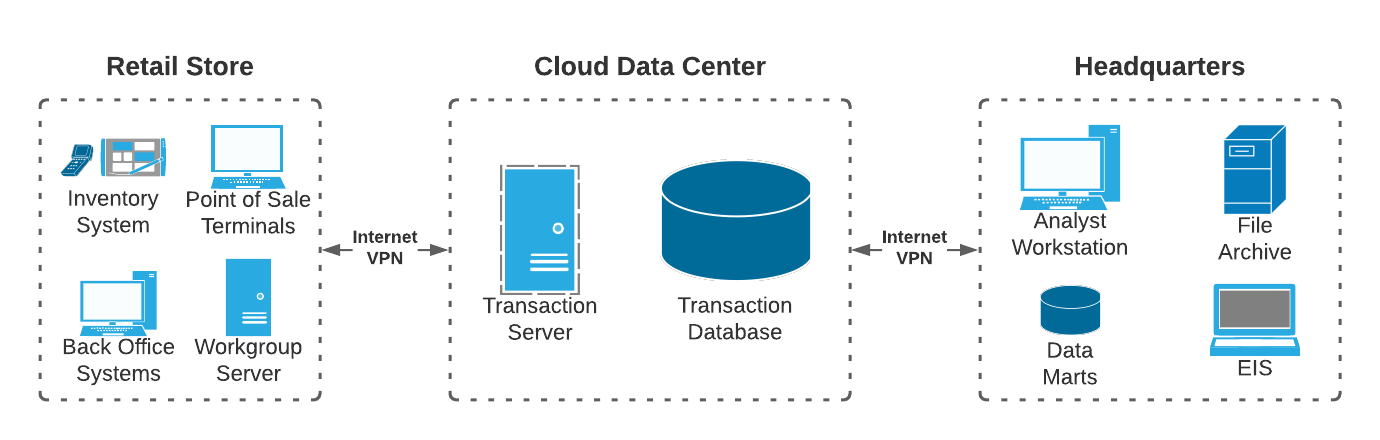 Retail Store
Inventory
System
Point of Sale
Terminals
Back Office
Systems
Workgroup
Server
Internet
VPN
Cloud Data Center
Transaction
Server
Transaction
Database
Internet
VPN
Headquarters
Analyst
Workstation
File
Archive
Data
Marts
EIS